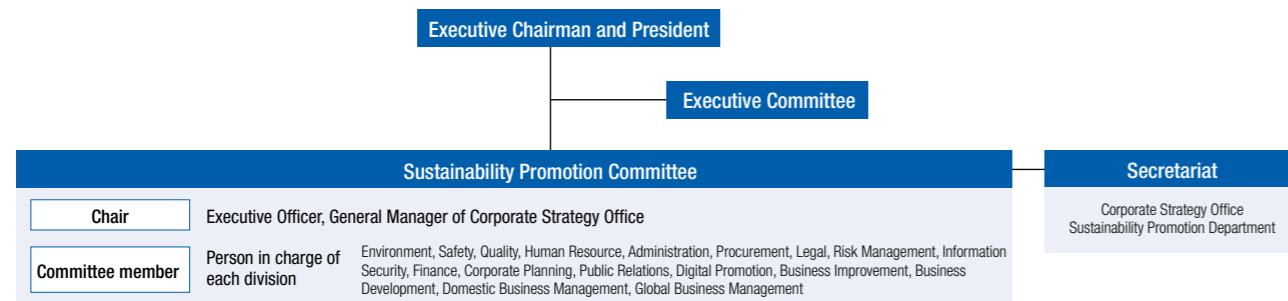 Executive Chairman and President
Executive Committee
Sustainability Promotion Committee
Secretariat
Chair
Executive Officer, General Manager of Corporate Strategy Office
Corporate Strategy Office
Sustainability Promotion Department
Committee member
Person in charge of
each division
Environment, Safety, Quality, Human Resource, Administration, Procurement, Legal, Risk Management, Information
Security, Finance, Corporate Planning, Public Relations, Digital Promotion, Business Improvement, Business
Development, Domestic Business Management, Global Business Management